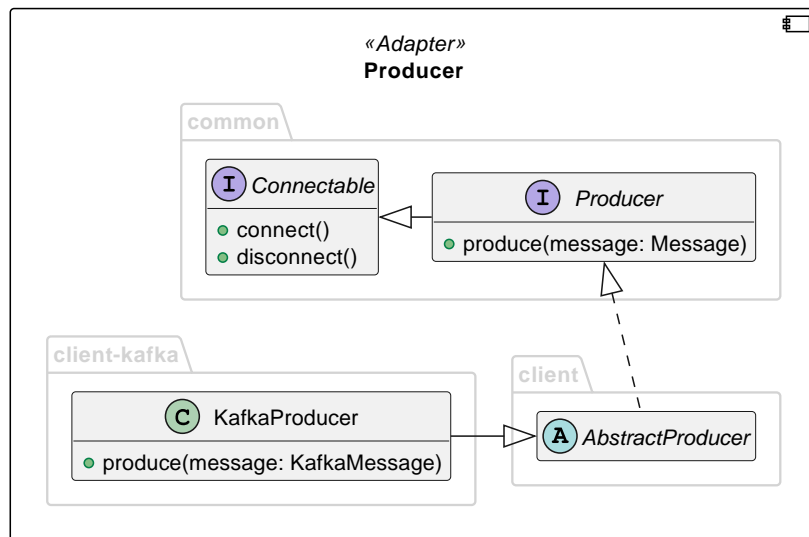 «Adapter»
Producer
common
I Connectable
connect()
disconnect()
I Producer
produce(message: Message)
client-kafka
C KafkaProducer
produce(message: KafkaMessage)
client
A AbstractProducer